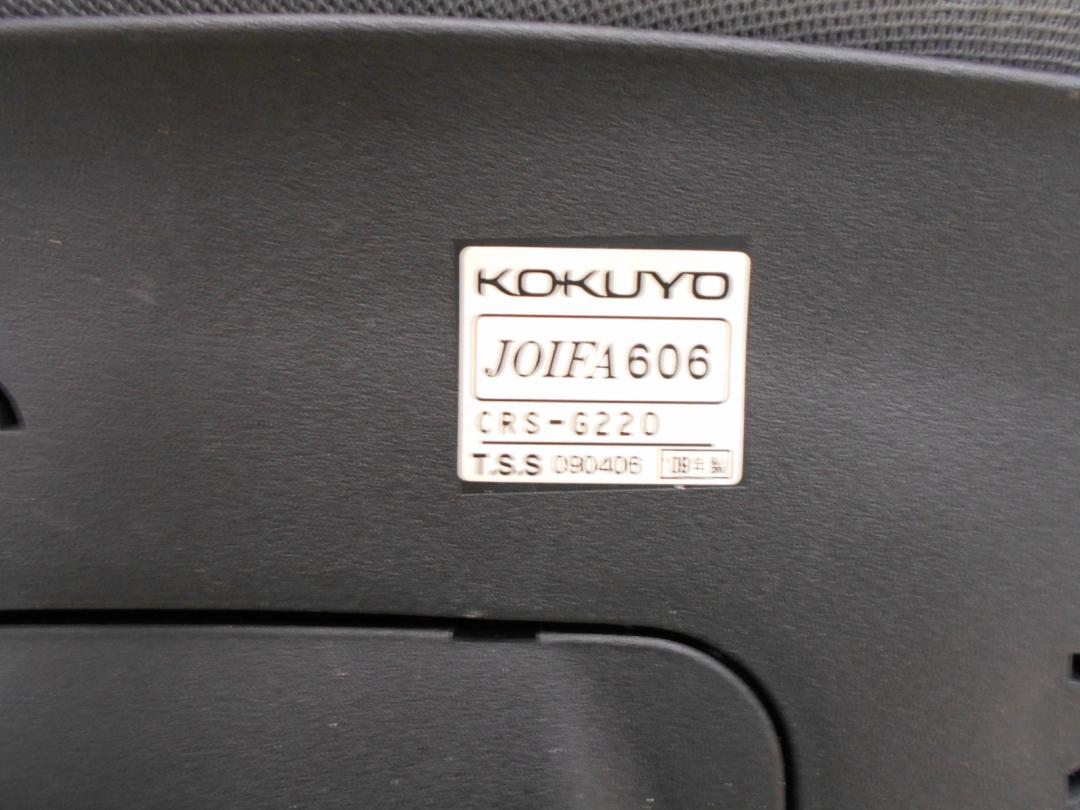 KOKUYO
JOIFA 606
CRS-G220
T.S.S 090406 '09年製